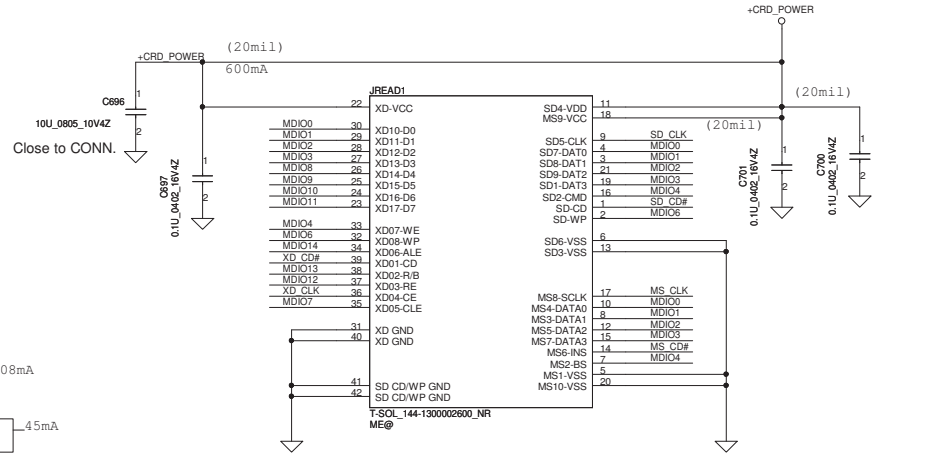 +CRD_POWER
(20mil)
+CRD_POWER
600mA
C696
1
10U_0805_10V4Z
2
Close to CONN.
C697
0.1U_0402_16V4Z
1
2
JREAD1
22 XD-VCC
MDIO0 30 XD10-D0
MDIO1 29 XD11-D1
MDIO2 28 XD12-D2
MDIO3 27 XD13-D3
MDIO8 26 XD14-D4
MDIO9 25 XD15-D5
MDIO10 24 XD16-D6
MDIO11 23 XD17-D7
MDIO4 33 XD07-WE
MDIO6 32 XD08-WP
MDIO14 34 XD06-ALE
XD_CD# 39 XD01-CD
MDIO13 38 XD02-R/B
MDIO12 37 XD03-RE
XD_CLK 36 XD04-CE
MDIO7 35 XD05-CLE
31 XD GND
40 XD GND
41 SD CD/WP GND
42 SD CD/WP GND
SD4-VDD 11
MS9-VCC 18
SD5-CLK 9 SD_CLK
SD7-DAT0 4 MDIO0
SD8-DAT1 3 MDIO1
SD9-DAT2 21 MDIO2
SD1-DAT3 19 MDIO3
SD2-CMD 16 MDIO4
SD-CD 1 SD_CD#
SD-WP 2 MDIO6
SD6-VSS 6
SD3-VSS 13
MS8-SCLK 17 MS_CLK
MS4-DATA0 10 MDIO0
MS3-DATA1 8 MDIO1
MS5-DATA2 12 MDIO2
MS7-DATA3 15 MDIO3
MS6-INS 14 MS_CD#
MS2-BS 7 MDIO4
MS1-VSS 5
MS10-VSS 20
T-SOL_144-1300002600_NR
ME@
(20mil)
(20mil)
C701
0.1U_0402_16V4Z
1
2
C700
0.1U_0402_16V4Z
1
2
08mA
45mA